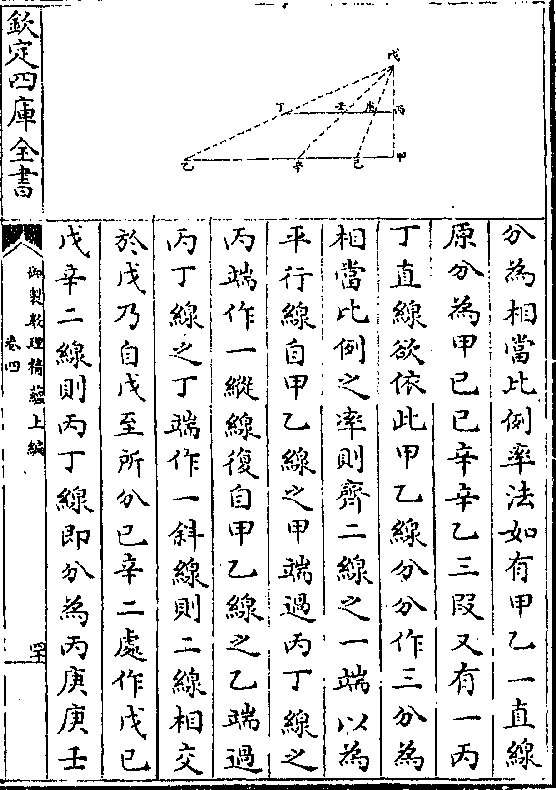 欽定四庫全書
御製數理精蘊上編
卷四
戊
丁
壬
庚
丙
乙
辛
己
甲
分為相當比例率法如有甲乙一直線
原分為甲己己辛辛乙三段又有一丙
丁直線欲依此甲乙線分分作三分為
相當比例之率則齊二線之一端以為
平行線自甲乙線之甲端過丙丁線之
丙端作一縱線復自甲乙線之乙端過
丙丁線之丁端作一斜線則二線相交
於戊乃自戊至所分己辛二處作戊己
戊辛二線則丙丁線即分為丙庚庚壬